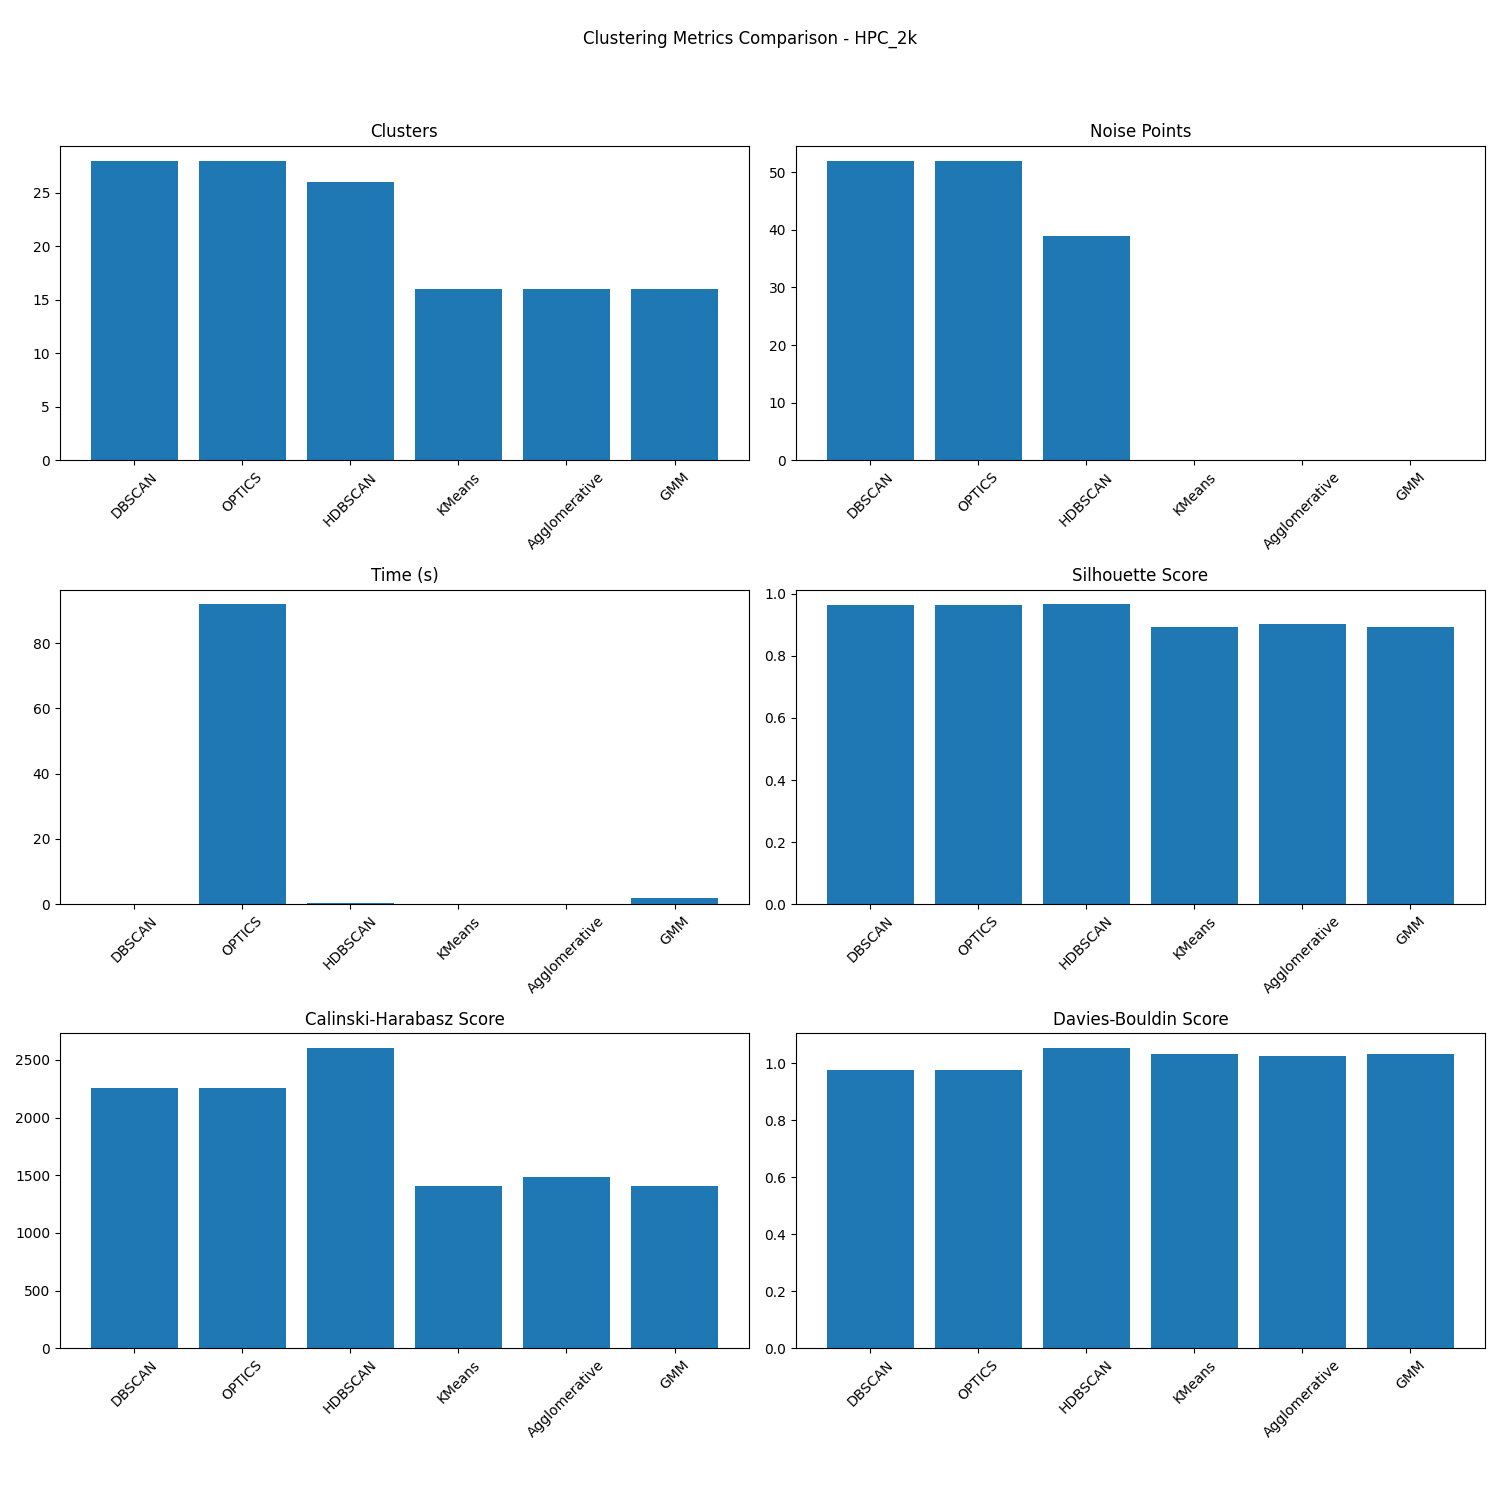 Clustering Metrics Comparison - HPC_2k
Clusters
25
20
15
10
5
0
DBSCAN
OPTICS
HDBSCAN
KMeans
Agglomerative
GMM
Noise Points
50
40
30
20
10
0
DBSCAN
OPTICS
HDBSCAN
KMeans
Agglomerative
GMM
Time (s)
80
60
40
20
0
DBSCAN
OPTICS
HDBSCAN
KMeans
Agglomerative
GMM
Silhouette Score
1.0
0.8
0.6
0.4
0.2
0.0
DBSCAN
OPTICS
HDBSCAN
KMeans
Agglomerative
GMM
Calinski-Harabasz Score
2500
2000
1500
1000
500
0
DBSCAN
OPTICS
HDBSCAN
KMeans
Agglomerative
GMM
Davies-Bouldin Score
1.0
0.8
0.6
0.4
0.2
0.0
DBSCAN
OPTICS
HDBSCAN
KMeans
Agglomerative
GMM